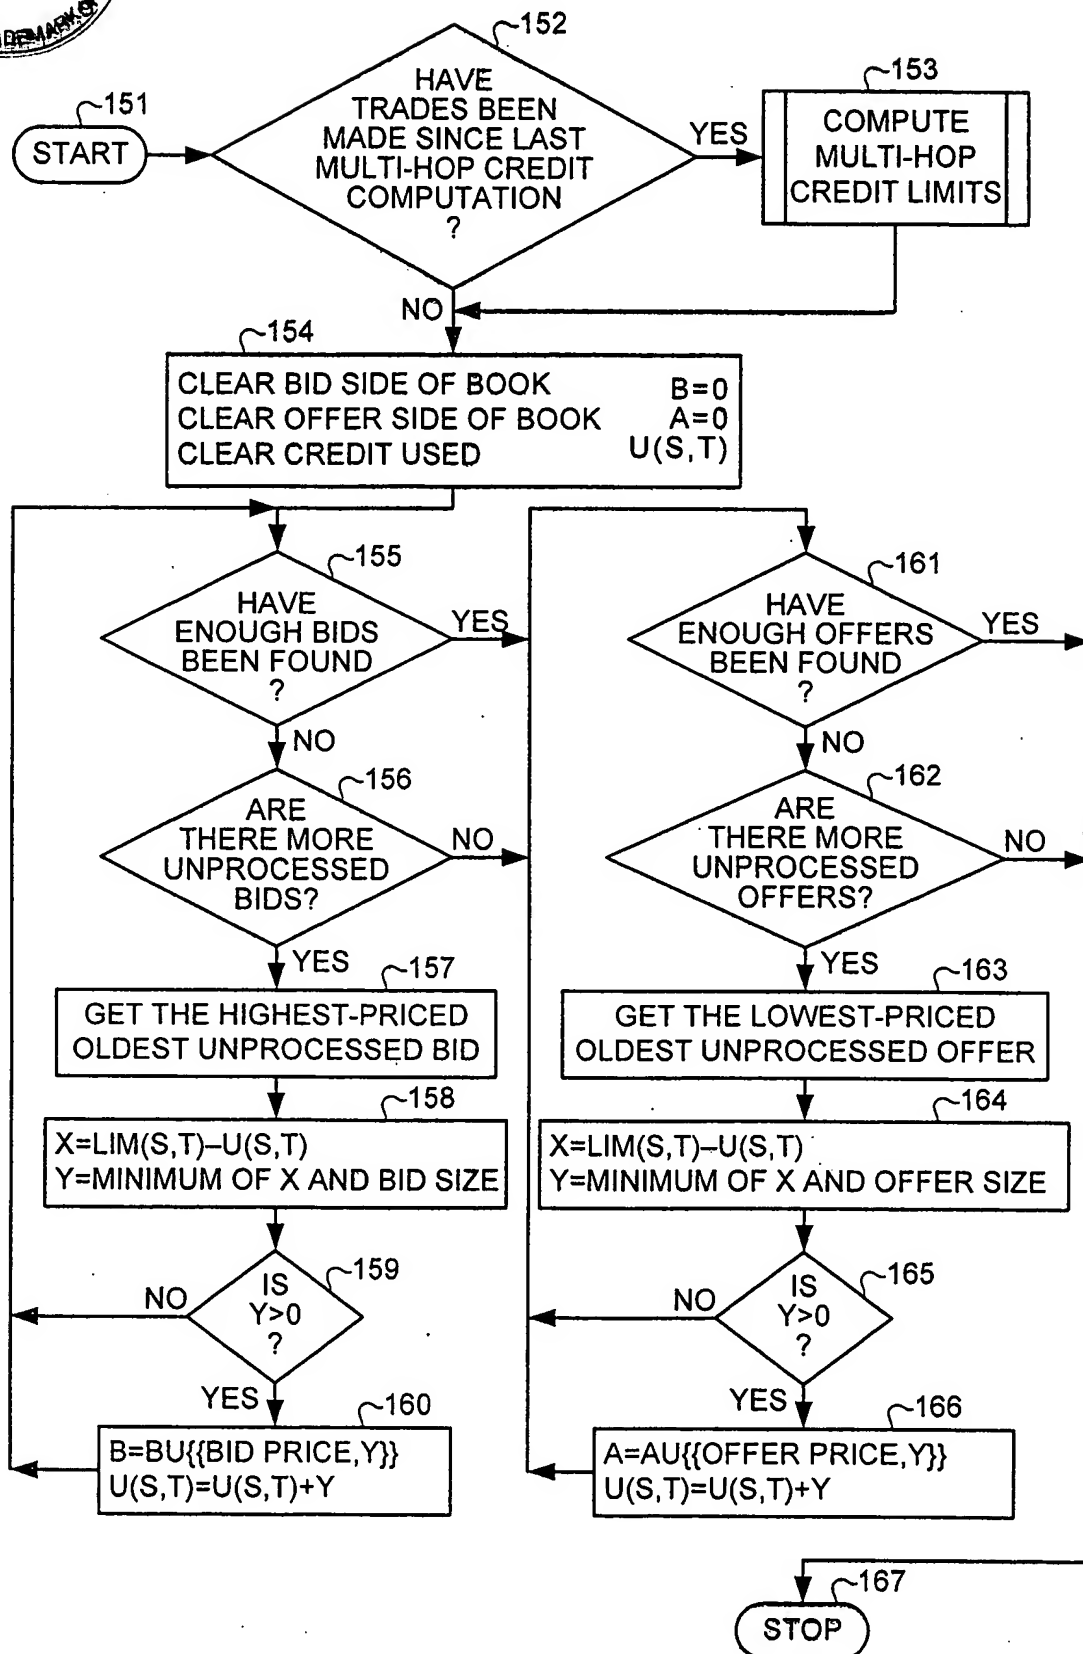 DEMARK O
152
HAVE
TRADES BEEN
MADE SINCE LAST
MULTI-HOP CREDIT
COMPUTATION
?
151
START
YES
153
COMPUTE
MULTI-HOP
CREDIT LIMITS
NO
154
CLEAR BID SIDE OF BOOK B=0
CLEAR OFFER SIDE OF BOOK A=0
CLEAR CREDIT USED U(S,T)
155
HAVE
ENOUGH BIDS
BEEN FOUND
?
YES
NO
156
ARE
THERE MORE
UNPROCESSED
BIDS?
NO
YES
157
GET THE HIGHEST-PRICED
OLDEST UNPROCESSED BID
158
X=LIM(S,T)–U(S,T)
Y=MINIMUM OF X AND BID SIZE
159
IS
Y>0
?
NO
YES
160
B=BU{{BID PRICE,Y}}
U(S,T)=U(S,T)+Y
161
HAVE
ENOUGH OFFERS
BEEN FOUND
?
YES
NO
162
ARE
THERE MORE
UNPROCESSED
OFFERS?
NO
YES
163
GET THE LOWEST-PRICED
OLDEST UNPROCESSED OFFER
164
X=LIM(S,T)–U(S,T)
Y=MINIMUM OF X AND OFFER SIZE
165
IS
Y>0
?
NO
YES
166
A=AU{{OFFER PRICE,Y}}
U(S,T)=U(S,T)+Y
167
STOP